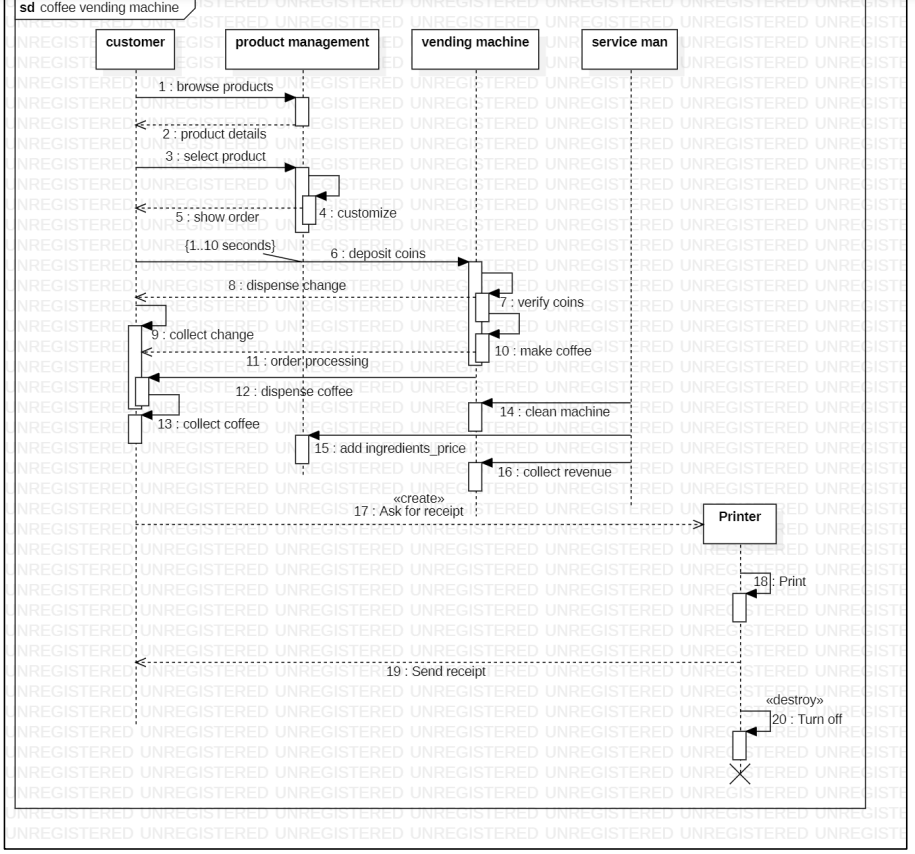 sd coffee vending machine
customer
product management
vending machine
service man
1 : browse products
2 : product details
3 : select product
4 : customize
5 : show order
{1..10 seconds}
6 : deposit coins
8 : dispense change
7 : verify coins
9 : collect change
10 : make coffee
11 : order processing
12 : dispense coffee
14 : clean machine
13 : collect coffee
15 : add ingredients_price
16 : collect revenue
«create»
17 : Ask for receipt
Printer
18 : Print
19 : Send receipt
«destroy»
20 : Turn off
UNREGISTERED UNREGISTERED UNREGISTERED UNREGISTERED UNREGISTERED UNREGISTERED UNREGISTERED